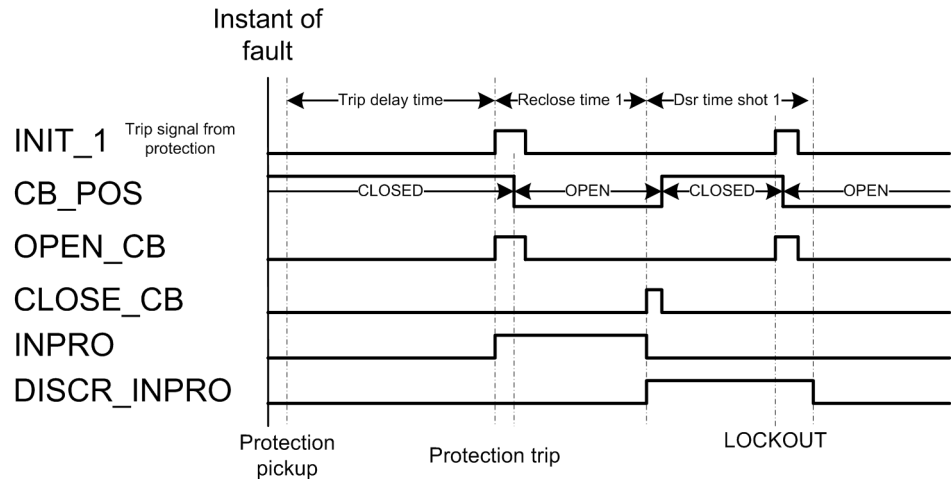 Instant of
fault
Trip delay time
Reclose time 1
Dsr time shot 1
INIT_1
Trip signal from
protection
CB_POS
CLOSED
OPEN
CLOSED
OPEN
OPEN_CB
CLOSE_CB
INPRO
DISCR_INPRO
Protection
pickup
Protection trip
LOCKOUT